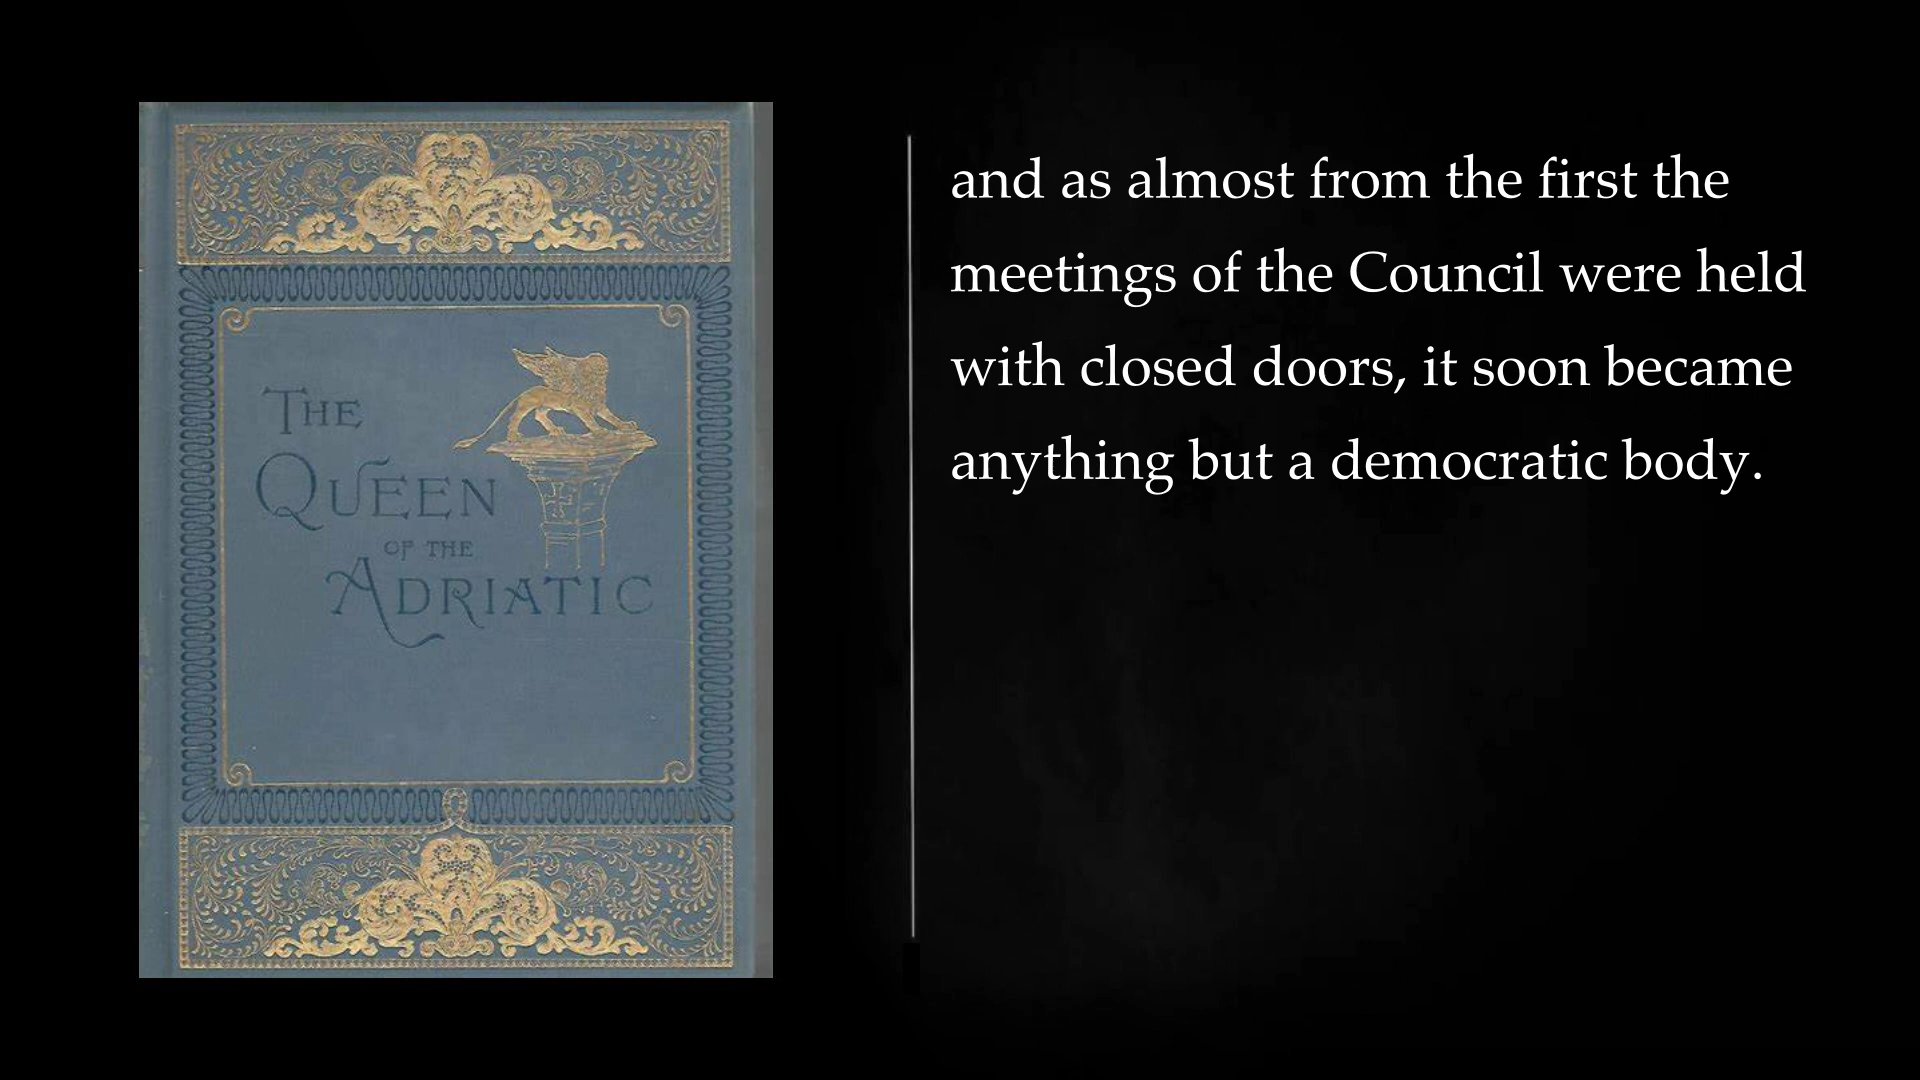 THE
QUEEN
OF THE
ADRIATIC
and as almost from the first the
meetings of the Council were held
with closed doors, it soon became
anything but a democratic body.